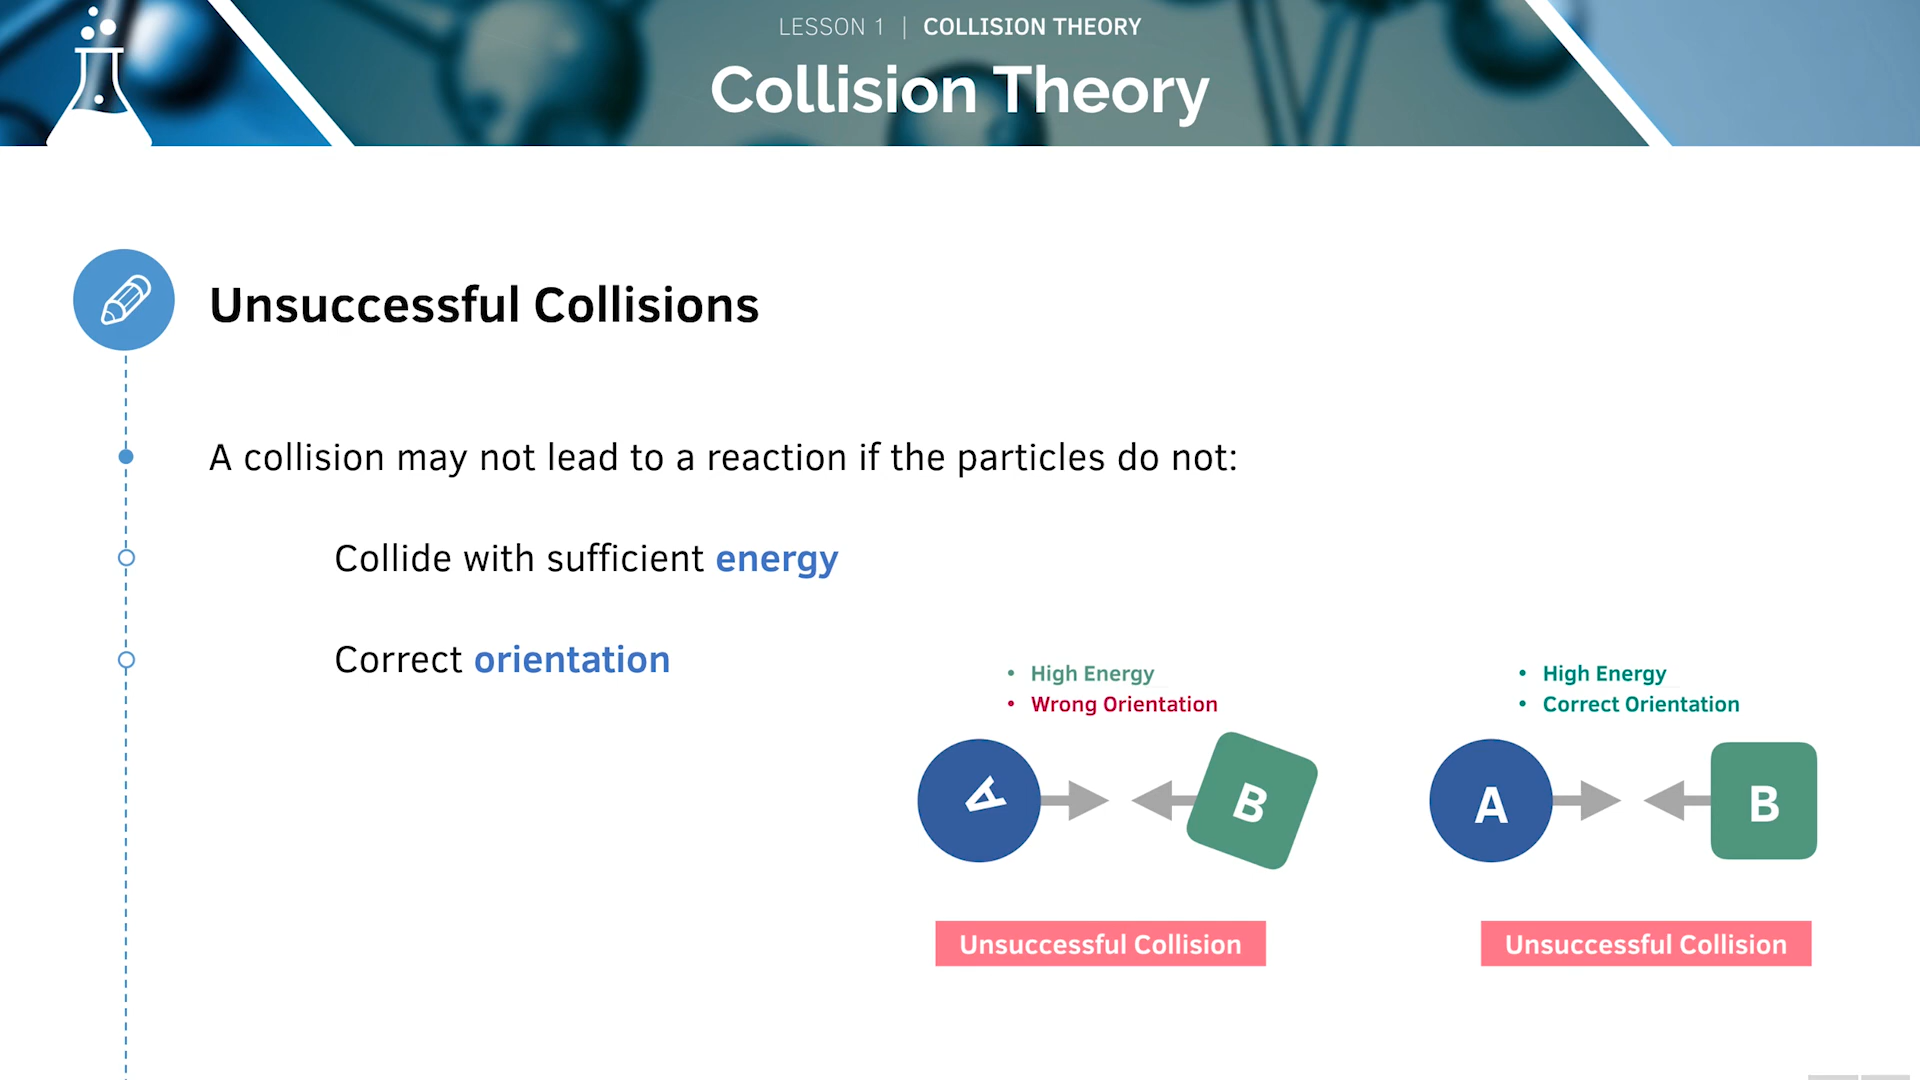 LESSON 1 | COLLISION THEORY
Collision Theory
Unsuccessful Collisions
A collision may not lead to a reaction if the particles do not:
Collide with sufficient energy
Correct orientation
• High Energy
• Wrong Orientation
A
B
Unsuccessful Collision
• High Energy
• Correct Orientation
A
B
Unsuccessful Collision